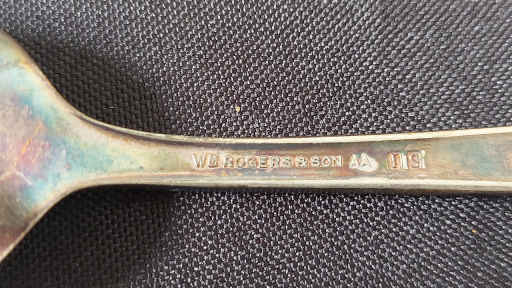 WM. ROGERS & SON AA I S